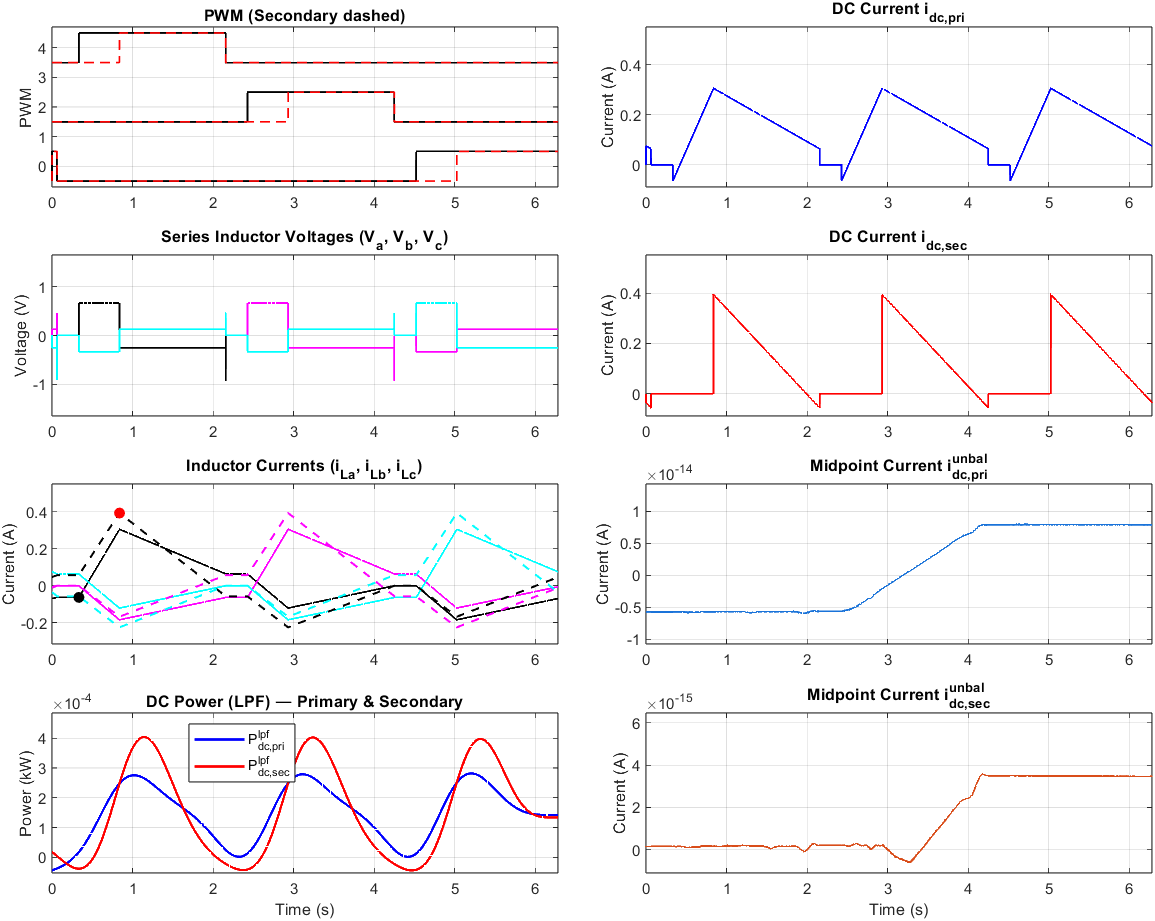 PWM (Secondary dashed)
PWM
4
3
2
1
0
0 1 2 3 4 5 6
DC Current i_dc,pri
Current (A)
0.4
0.2
0
0 1 2 3 4 5 6
Series Inductor Voltages (V_a, V_b, V_c)
Voltage (V)
1
0
-1
0 1 2 3 4 5 6
DC Current i_dc,sec
Current (A)
0.4
0.2
0
0 1 2 3 4 5 6
Inductor Currents (i_La, i_Lb, i_Lc)
Current (A)
0.4
0.2
0
-0.2
0 1 2 3 4 5 6
Midpoint Current i_dc,pri^unbal
×10^-14
Current (A)
1
0.5
0
-0.5
-1
0 1 2 3 4 5 6
DC Power (LPF) — Primary & Secondary
×10^-4
Power (kW)
4
3
2
1
0
P_dc,pri^lpf
P_dc,sec^lpf
0 1 2 3 4 5 6
Time (s)
Midpoint Current i_dc,sec^unbal
×10^-15
Current (A)
6
4
2
0
0 1 2 3 4 5 6
Time (s)